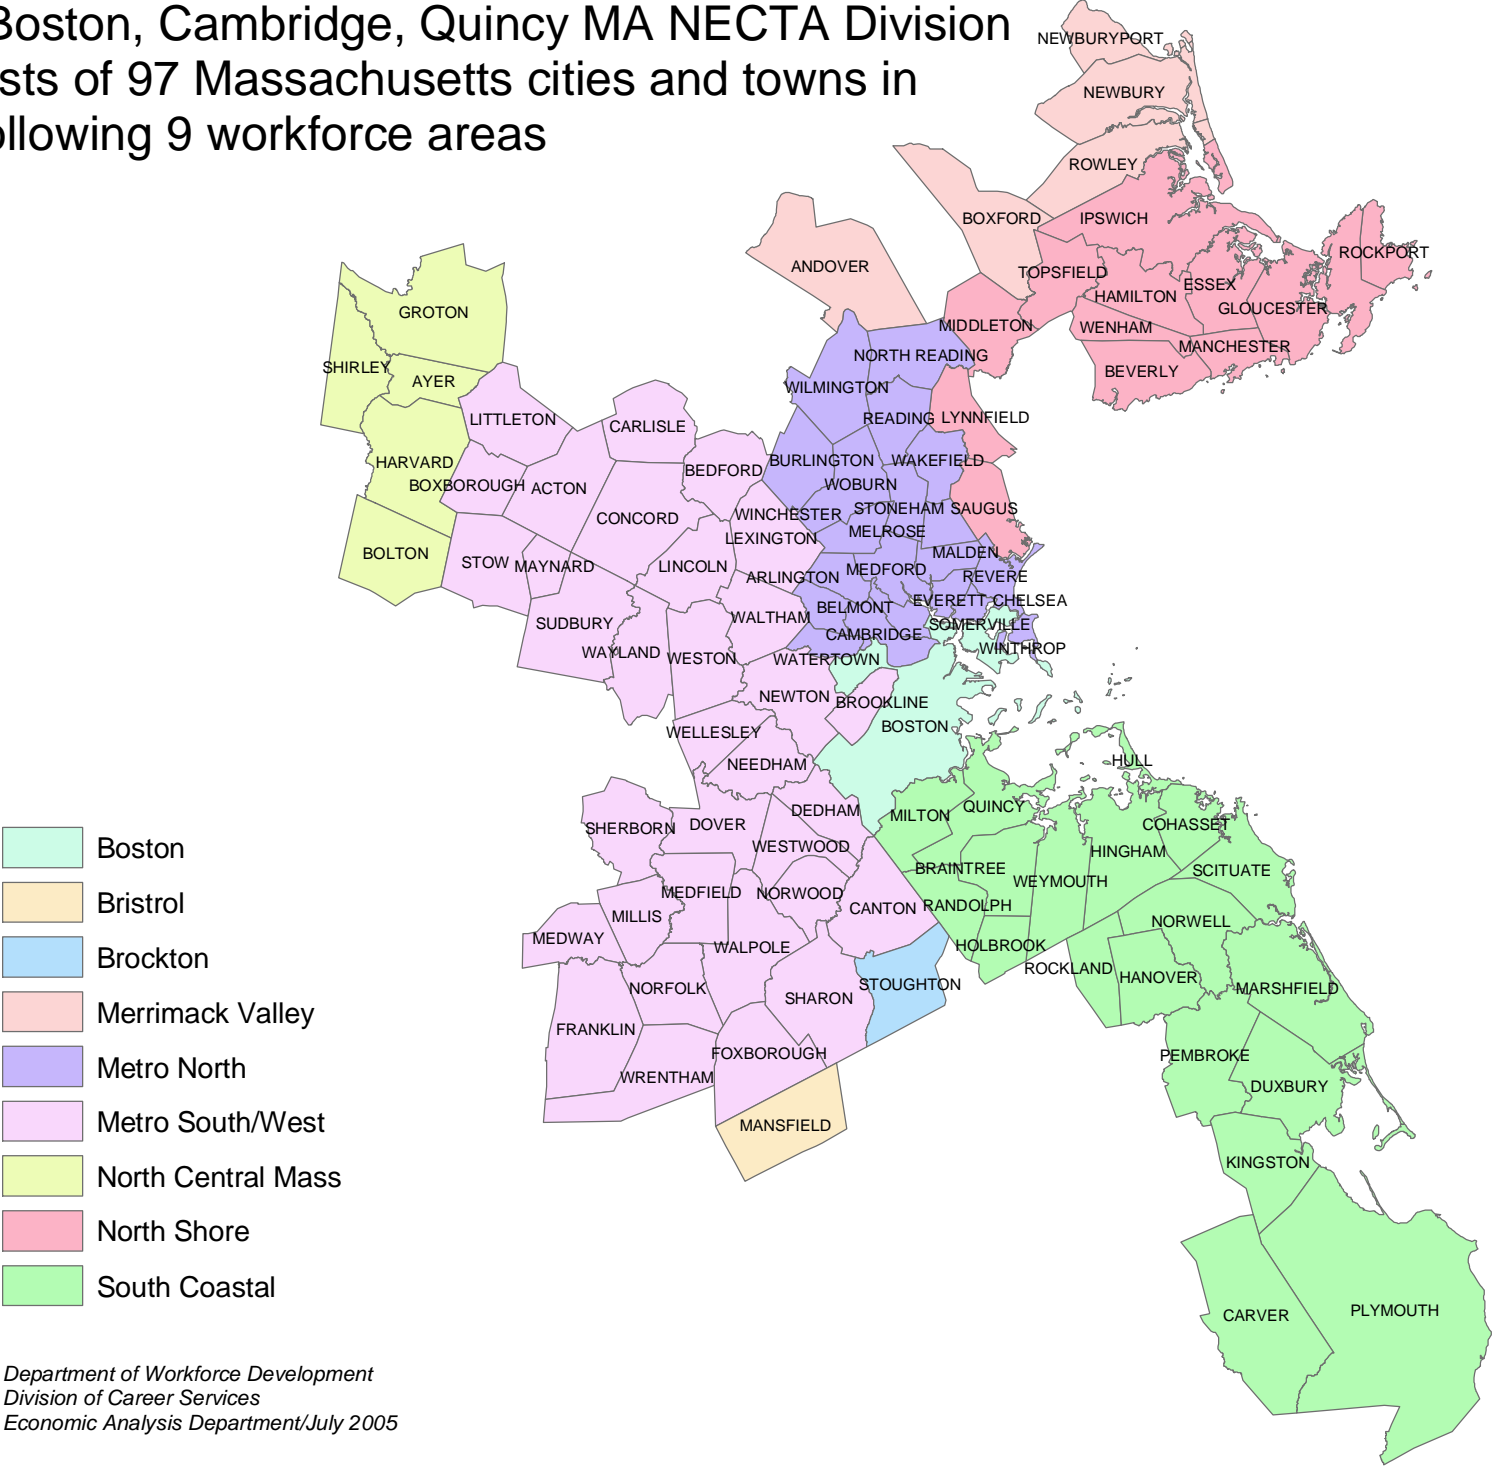 Boston, Cambridge, Quincy MA NECTA Division
sts of 97 Massachusetts cities and towns in
ollowing 9 workforce areas
NEWBURYPORT
NEWBURY
ROWLEY
BOXFORD
IPSWICH
ANDOVER
TOPSFIELD
ROCKPORT
HAMILTON
ESSEX
GLOUCESTER
GROTON
MIDDLETON
WENHAM
MANCHESTER
NORTH READING
BEVERLY
SHIRLEY
AYER
WILMINGTON
LITTLETON
CARLISLE
READING
LYNNFIELD
HARVARD
BEDFORD
BURLINGTON
WAKEFIELD
BOXBOROUGH
ACTON
WOBURN
CONCORD
WINCHESTER
STONEHAM
SAUGUS
LEXINGTON
MELROSE
BOLTON
STOW
MAYNARD
LINCOLN
ARLINGTON
MEDFORD
MALDEN
REVERE
SUDBURY
WALTHAM
BELMONT
EVERETT
CHELSEA
WAYLAND
WESTON
CAMBRIDGE
SOMERVILLE
WATERTOWN
WINTHROP
NEWTON
BROOKLINE
BOSTON
WELLESLEY
NEEDHAM
HULL
SHERBORN
DOVER
DEDHAM
MILTON
QUINCY
COHASSET
WESTWOOD
HINGHAM
BRAINTREE
WEYMOUTH
SCITUATE
MEDFIELD
NORWOOD
MILLIS
CANTON
RANDOLPH
NORWELL
MEDWAY
WALPOLE
HOLBROOK
ROCKLAND
HANOVER
NORFOLK
SHARON
STOUGHTON
MARSHFIELD
FRANKLIN
FOXBOROUGH
PEMBROKE
WRENTHAM
DUXBURY
MANSFIELD
KINGSTON
CARVER
PLYMOUTH
Boston
Bristrol
Brockton
Merrimack Valley
Metro North
Metro South/West
North Central Mass
North Shore
South Coastal
Department of Workforce Development
Division of Career Services
Economic Analysis Department/July 2005